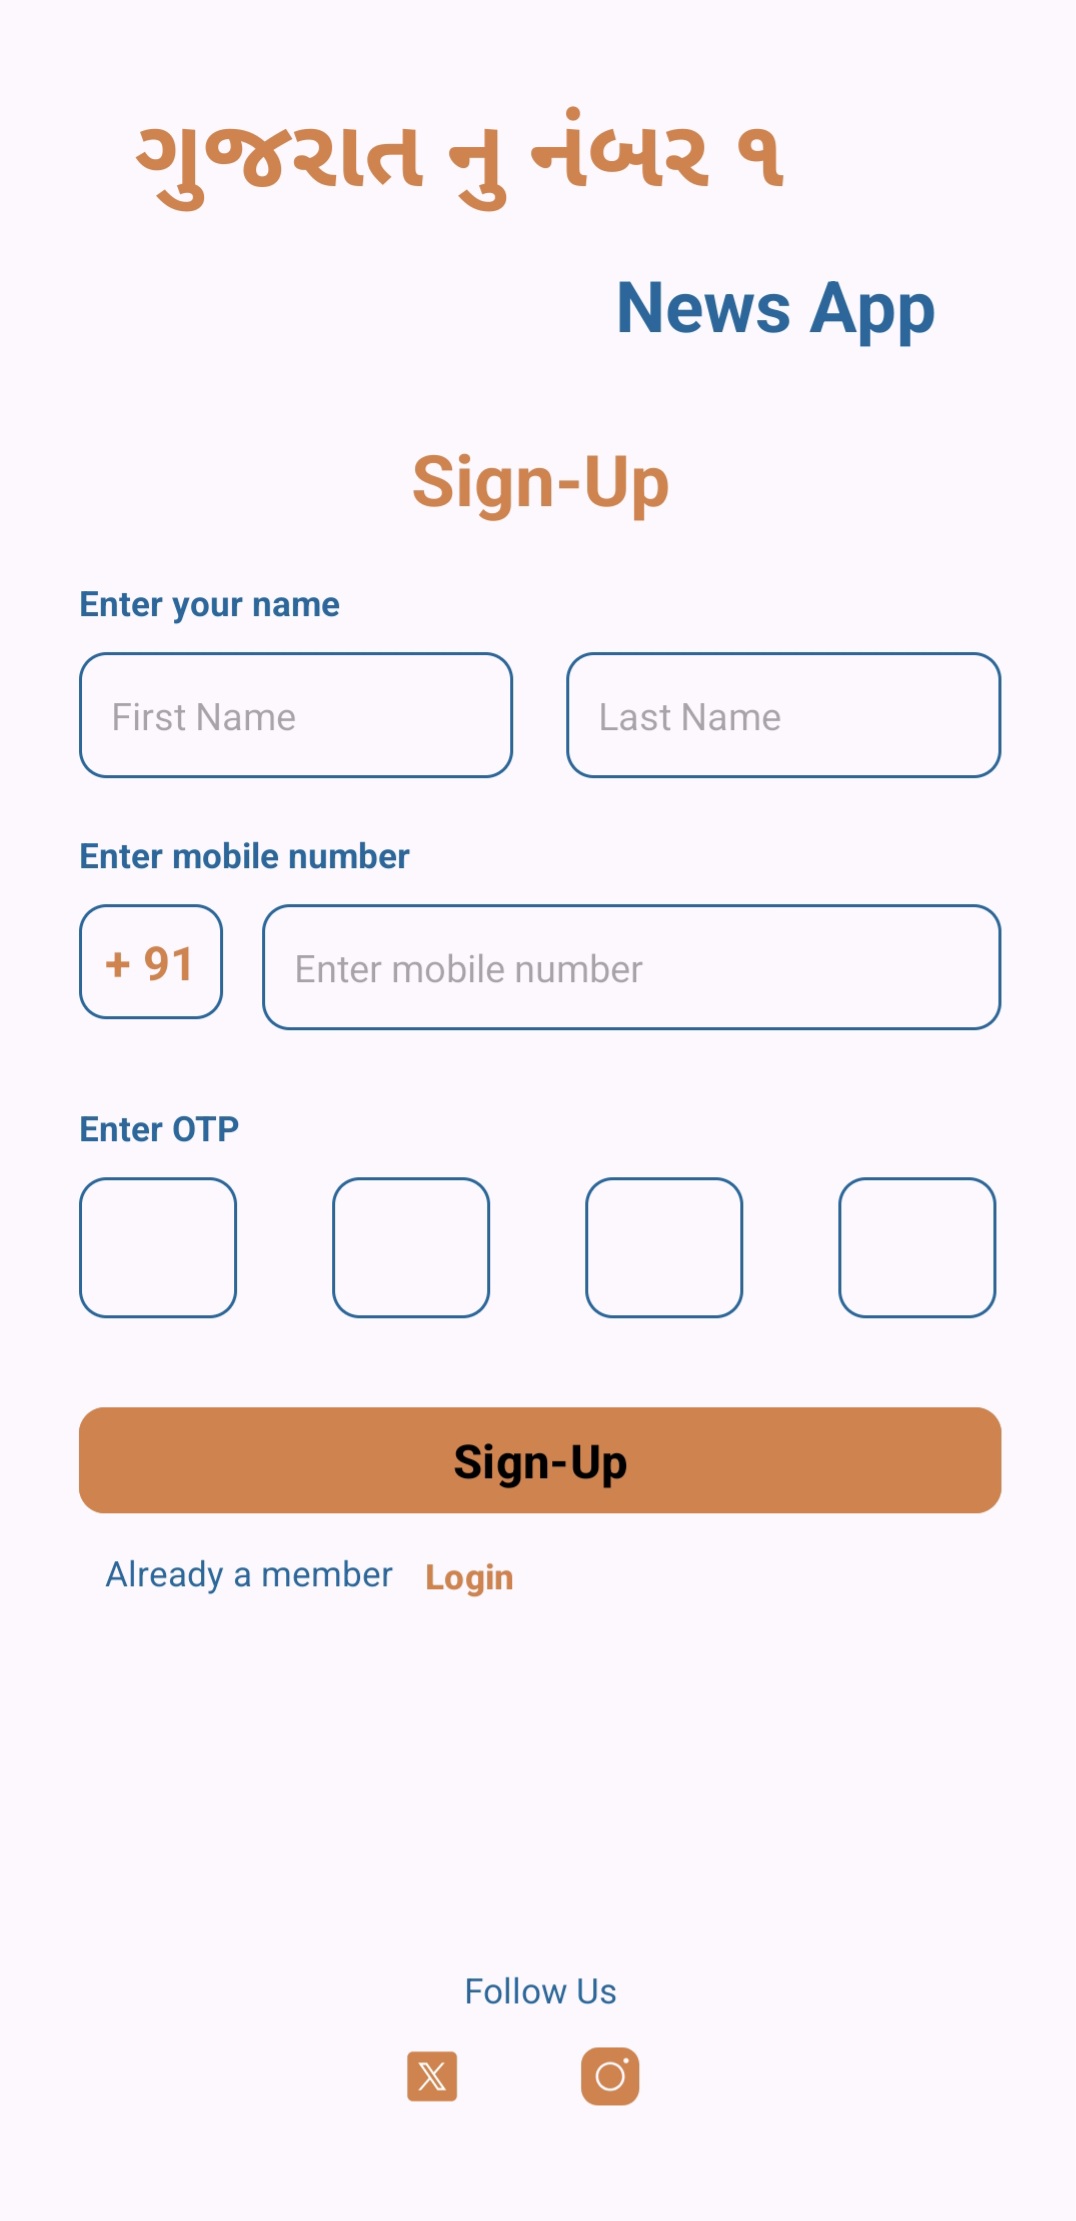 ગુજરાત નુ નંબર ૧
News App
Sign-Up
Enter your name
First Name Last Name
Enter mobile number
+ 91 Enter mobile number
Enter OTP
Sign-Up
Already a member Login
Follow Us